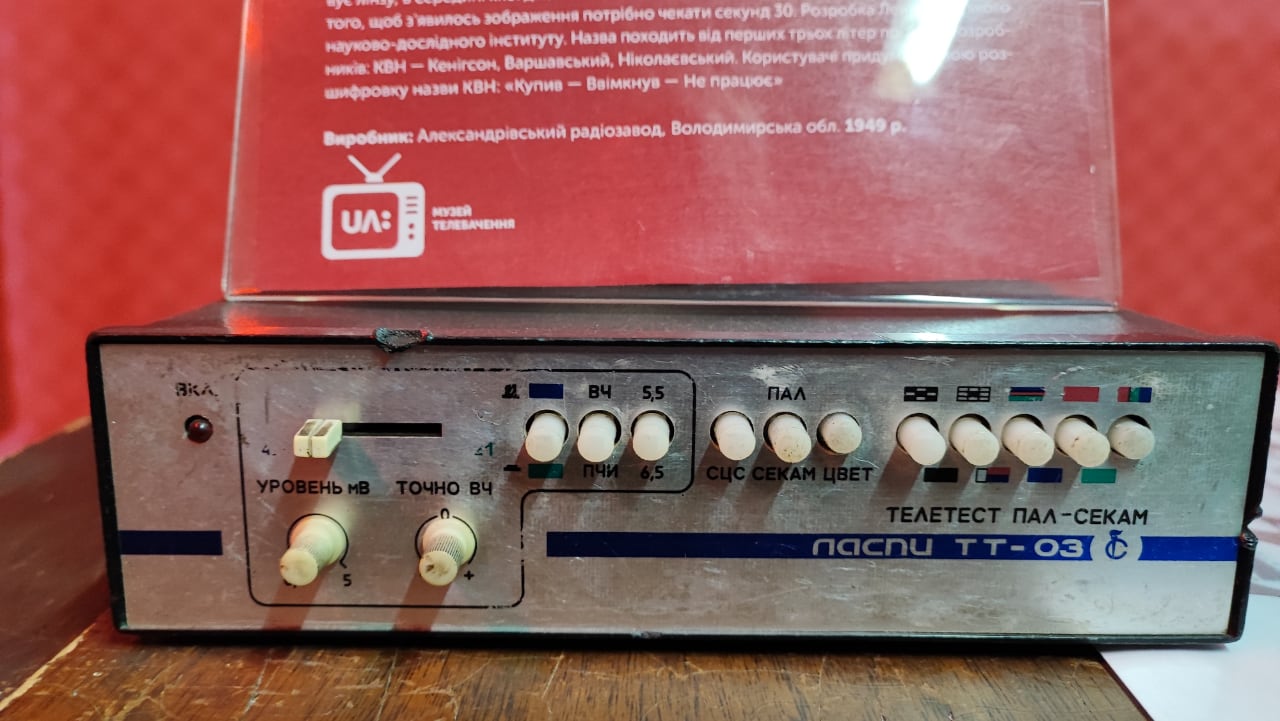 того, щоб з'явилось зображення потрібно чекати секунд 30. Розробка
науково-дослідного інституту. Назва походить від перших трьох літер
ників: КВН — Кенігсон, Варшавський, Ніколаєвський. Користувачі
шифровку назви КВН: «Купив — Ввімкнув — Не працює»
Виробник: Александрівський радіозавод, Володимирська обл. 1949 р.
UA:
МУЗЕЙ
ТЕЛЕБАЧЕННЯ
ВКЛ.
ВЧ 5,5
ПАЛ
ПЧИ 6,5
СЦС СЕКАМ ЦВЕТ
УРОВЕНЬ мВ
ТОЧНО ВЧ
0
5
+
ТЕЛЕТЕСТ ПАЛ-СЕКАМ
ласпи ТТ-03